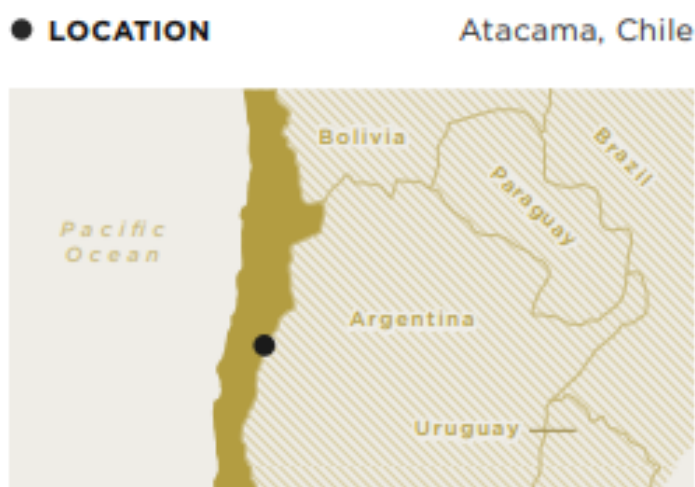 LOCATION Atacama, Chile
Bolivia
Brazil
Paraguay
Pacific
Ocean
Argentina
Uruguay